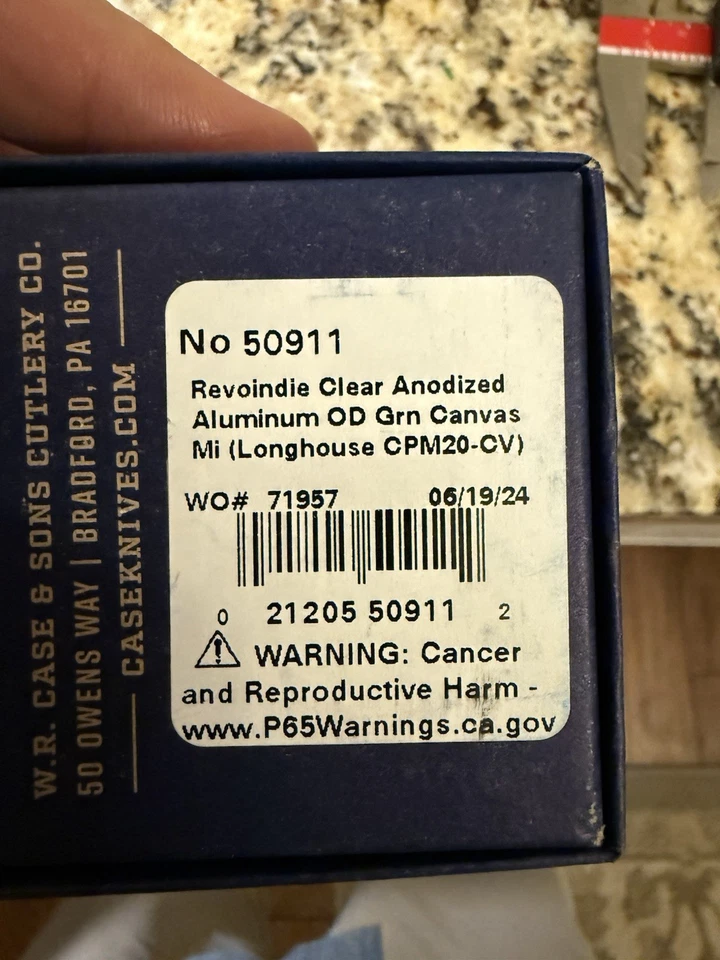 W.R. CASE & SONS CUTLERY CO.
50 OWENS WAY | BRADFORD, PA 16701
CASEKNIVES.COM
No 50911
Revoindie Clear Anodized
Aluminum OD Grn Canvas
Mi (Longhouse CPM20-CV)
WO# 71957 06/19/24
0 21205 50911 2
WARNING: Cancer
and Reproductive Harm -
www.P65Warnings.ca.gov